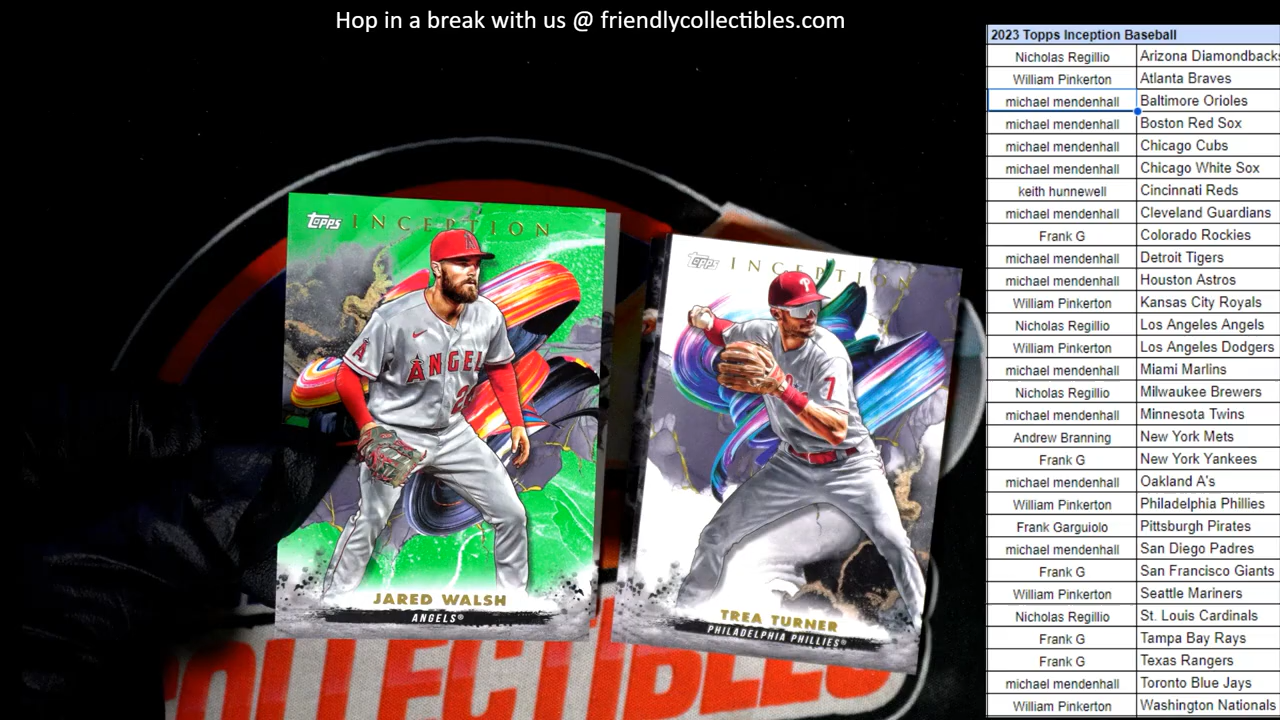 Hop in a break with us @ friendlycollectibles.com
2023 Topps Inception Baseball
Nicholas Regillio Arizona Diamondbacks
William Pinkerton Atlanta Braves
michael mendenhall Baltimore Orioles
michael mendenhall Boston Red Sox
michael mendenhall Chicago Cubs
michael mendenhall Chicago White Sox
keith hunnewell Cincinnati Reds
michael mendenhall Cleveland Guardians
Frank G Colorado Rockies
michael mendenhall Detroit Tigers
michael mendenhall Houston Astros
William Pinkerton Kansas City Royals
Nicholas Regillio Los Angeles Angels
William Pinkerton Los Angeles Dodgers
michael mendenhall Miami Marlins
Nicholas Regillio Milwaukee Brewers
michael mendenhall Minnesota Twins
Andrew Branning New York Mets
Frank G New York Yankees
michael mendenhall Oakland A's
William Pinkerton Philadelphia Phillies
Frank Garguiolo Pittsburgh Pirates
michael mendenhall San Diego Padres
Frank G San Francisco Giants
William Pinkerton Seattle Mariners
Nicholas Regillio St. Louis Cardinals
Frank G Tampa Bay Rays
Frank G Texas Rangers
michael mendenhall Toronto Blue Jays
William Pinkerton Washington Nationals
Topps INCEPTION
A
ANGELS
JARED WALSH
ANGELS®
Topps INCEPTION
P
7
TREA TURNER
PHILADELPHIA PHILLIES®
COLLECTIBLES